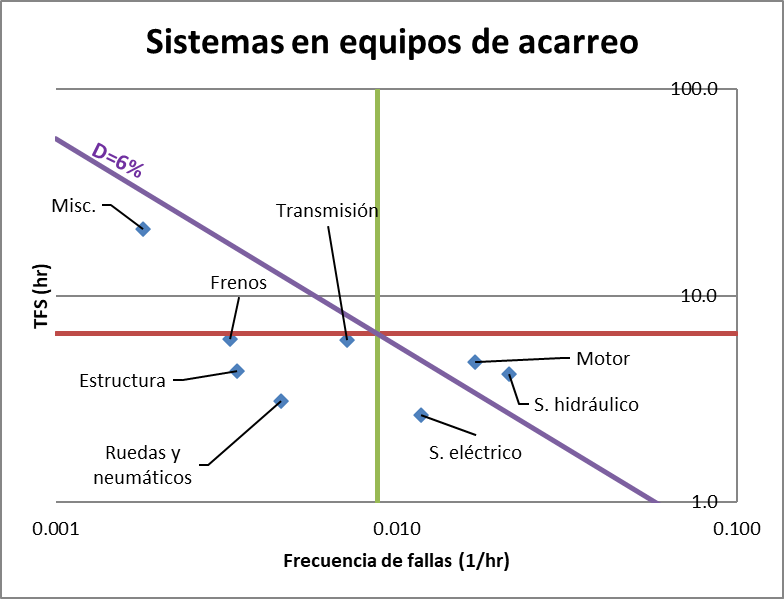 Sistemas en equipos de acarreo
100.0
D=6%
Misc.
Transmisión
Frenos
10.0
TFS (hr)
Motor
Estructura
S. hidráulico
Ruedas y
neumáticos
S. eléctrico
1.0
0.001
0.010
0.100
Frecuencia de fallas (1/hr)